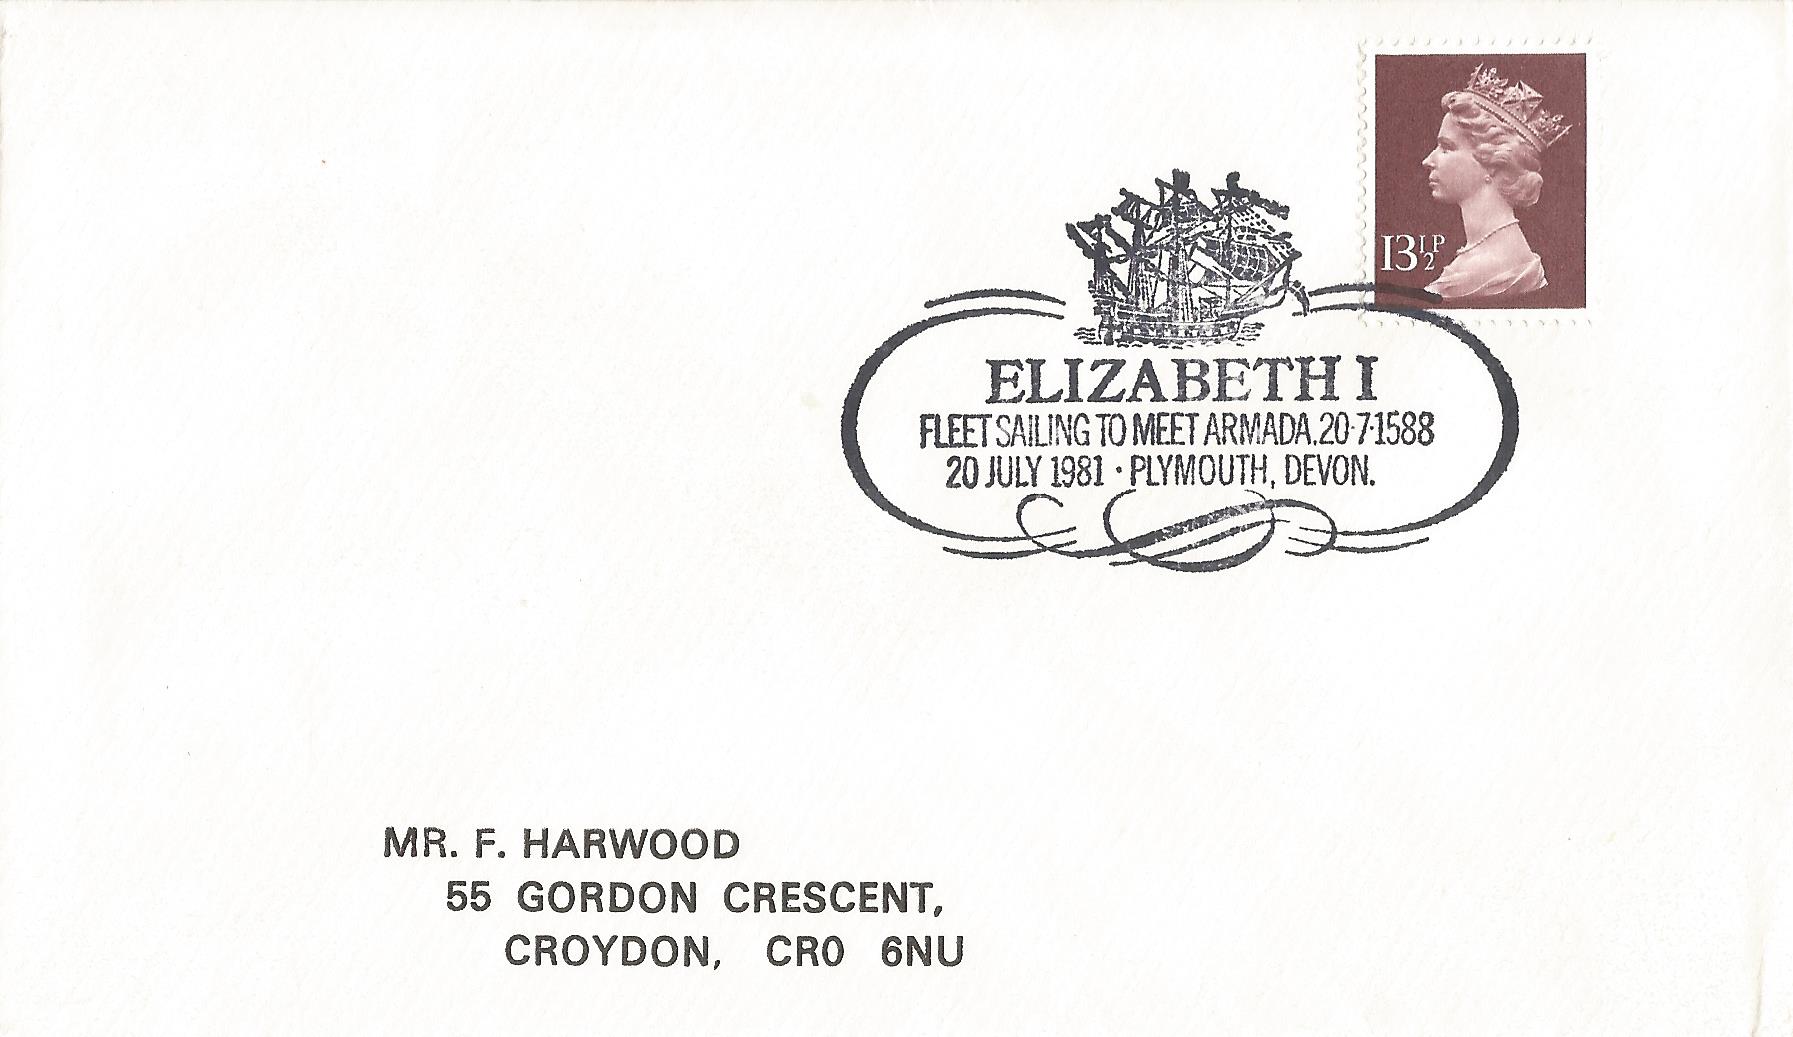 13½P
ELIZABETH I
FLEET SAILING TO MEET ARMADA. 20·7·1588
20 JULY 1981 · PLYMOUTH, DEVON.
MR. F. HARWOOD
55 GORDON CRESCENT,
CROYDON, CR0 6NU